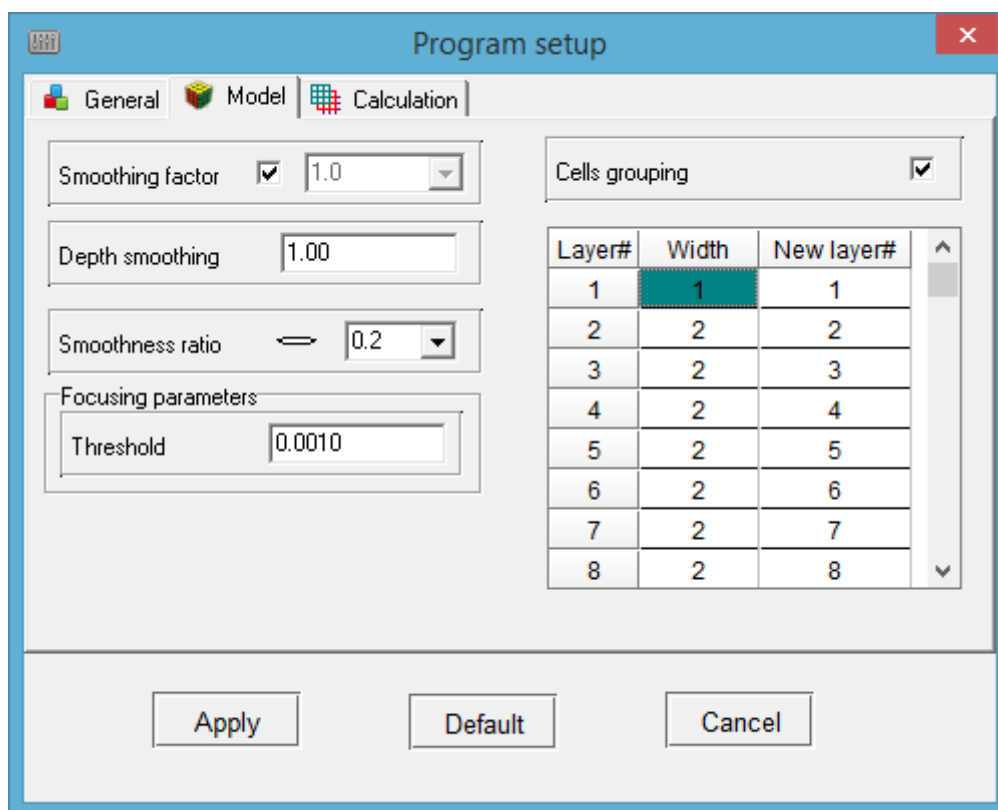 Program setup
General
Model
Calculation
Smoothing factor
1.0
Depth smoothing
1.00
Smoothness ratio
0.2
Focusing parameters
Threshold
0.0010
Cells grouping
Layer# Width New layer#
1 1 1
2 2 2
3 2 3
4 2 4
5 2 5
6 2 6
7 2 7
8 2 8
Apply
Default
Cancel